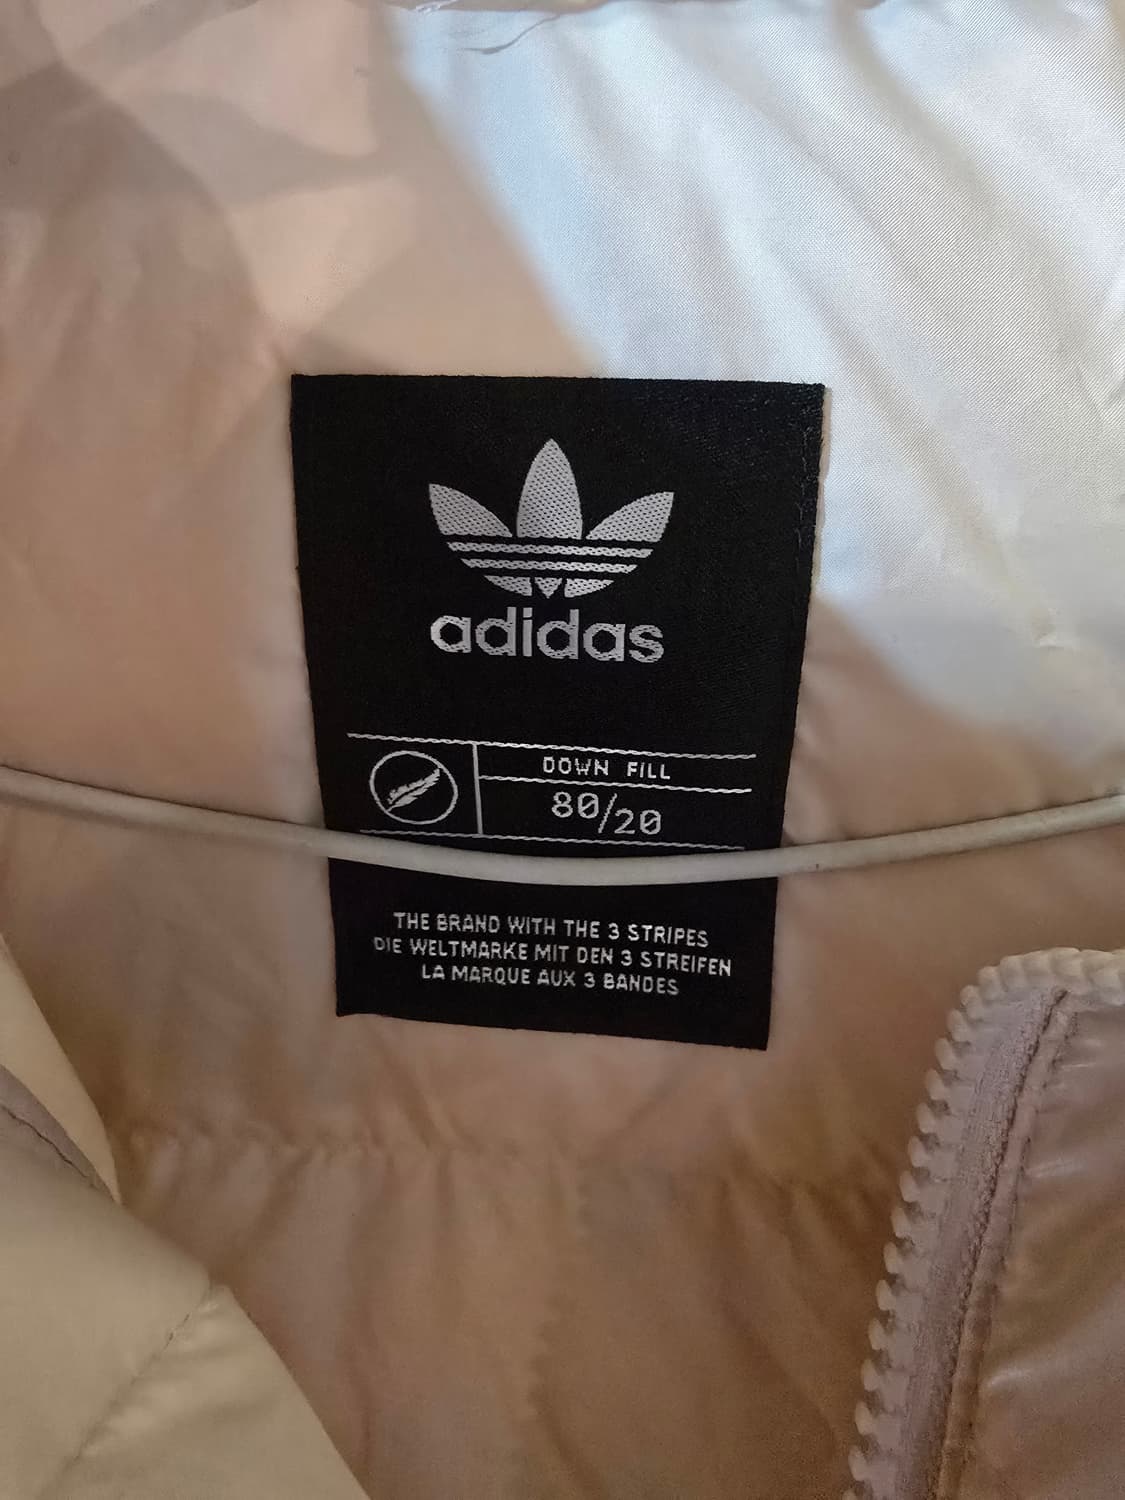 adidas
DOWN FILL
80/20
THE BRAND WITH THE 3 STRIPES
DIE WELTMARKE MIT DEN 3 STREIFEN
LA MARQUE AUX 3 BANDES